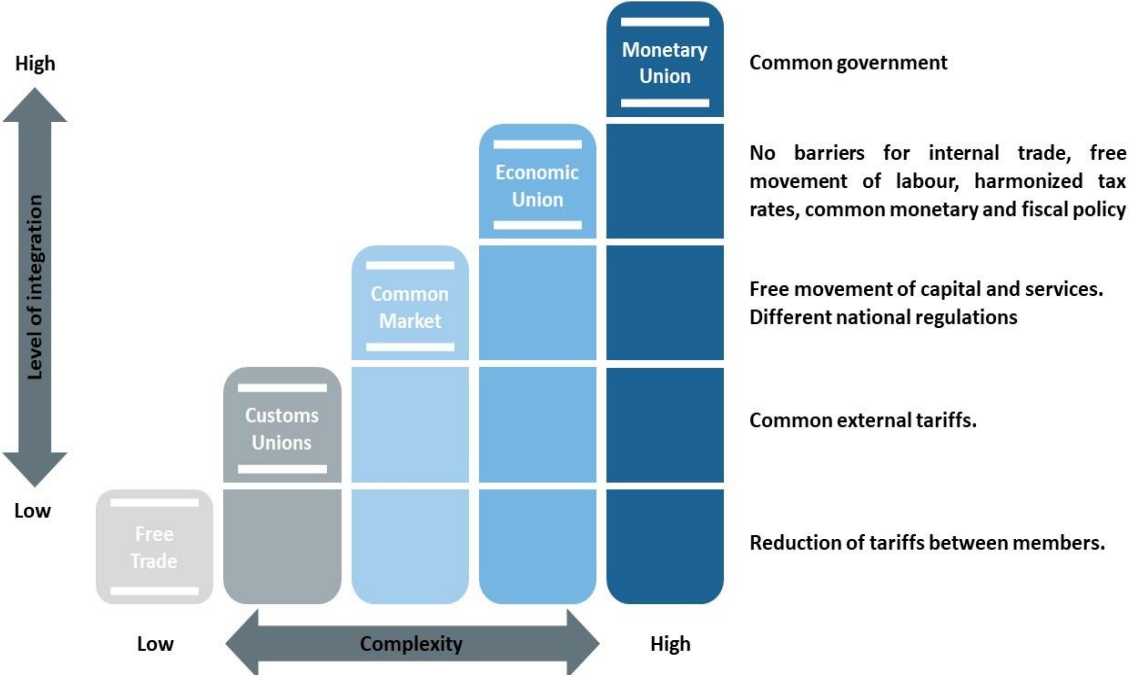 High
Monetary
Union
Common government
Economic
Union
No barriers for internal trade, free
movement of labour, harmonized tax
rates, common monetary and fiscal policy
Level of integration
Common
Market
Free movement of capital and services.
Different national regulations
Customs
Unions
Common external tariffs.
Low
Free
Trade
Reduction of tariffs between members.
Low
Complexity
High